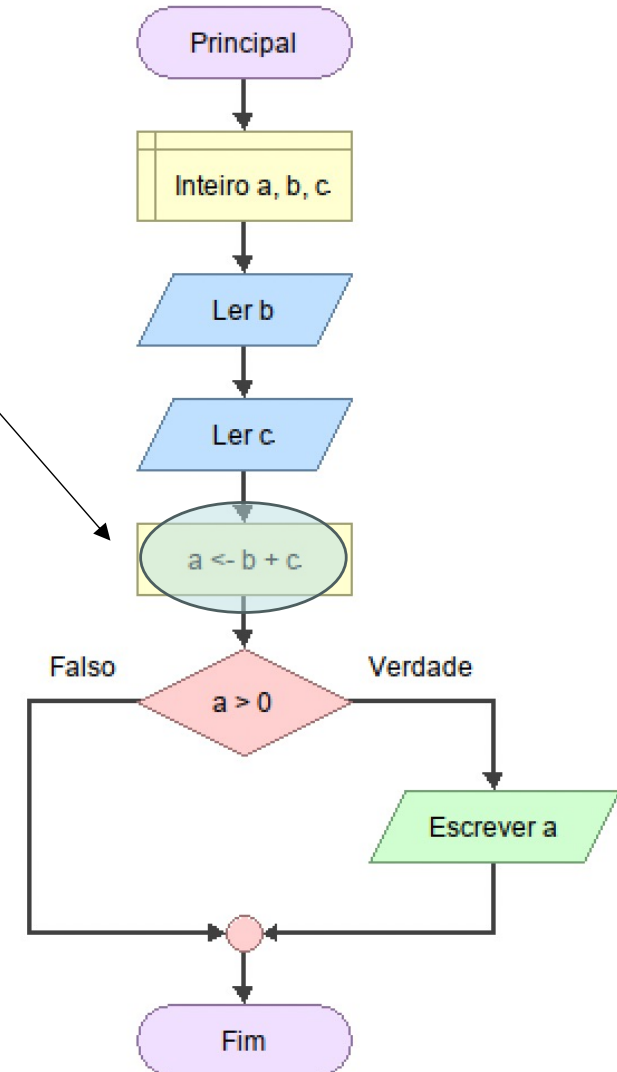 Principal
Inteiro a, b, c
Ler b
Ler c
a <- b + c
Falso
Verdade
a > 0
Escrever a
Fim